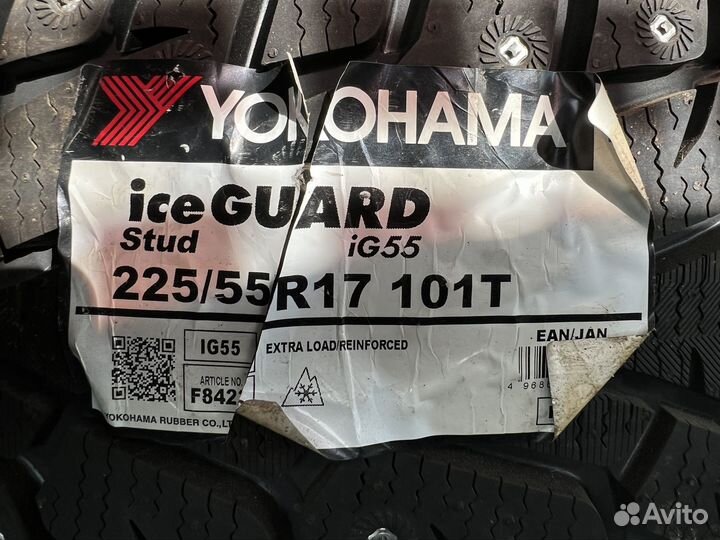 YOKOHAMA
iceGUARD
Stud iG55
225/55R17 101T
IG55
EXTRA LOAD/REINFORCED
EAN/JAN
ARTICLE NO.
F842
YOKOHAMA RUBBER CO.,LT
Avito